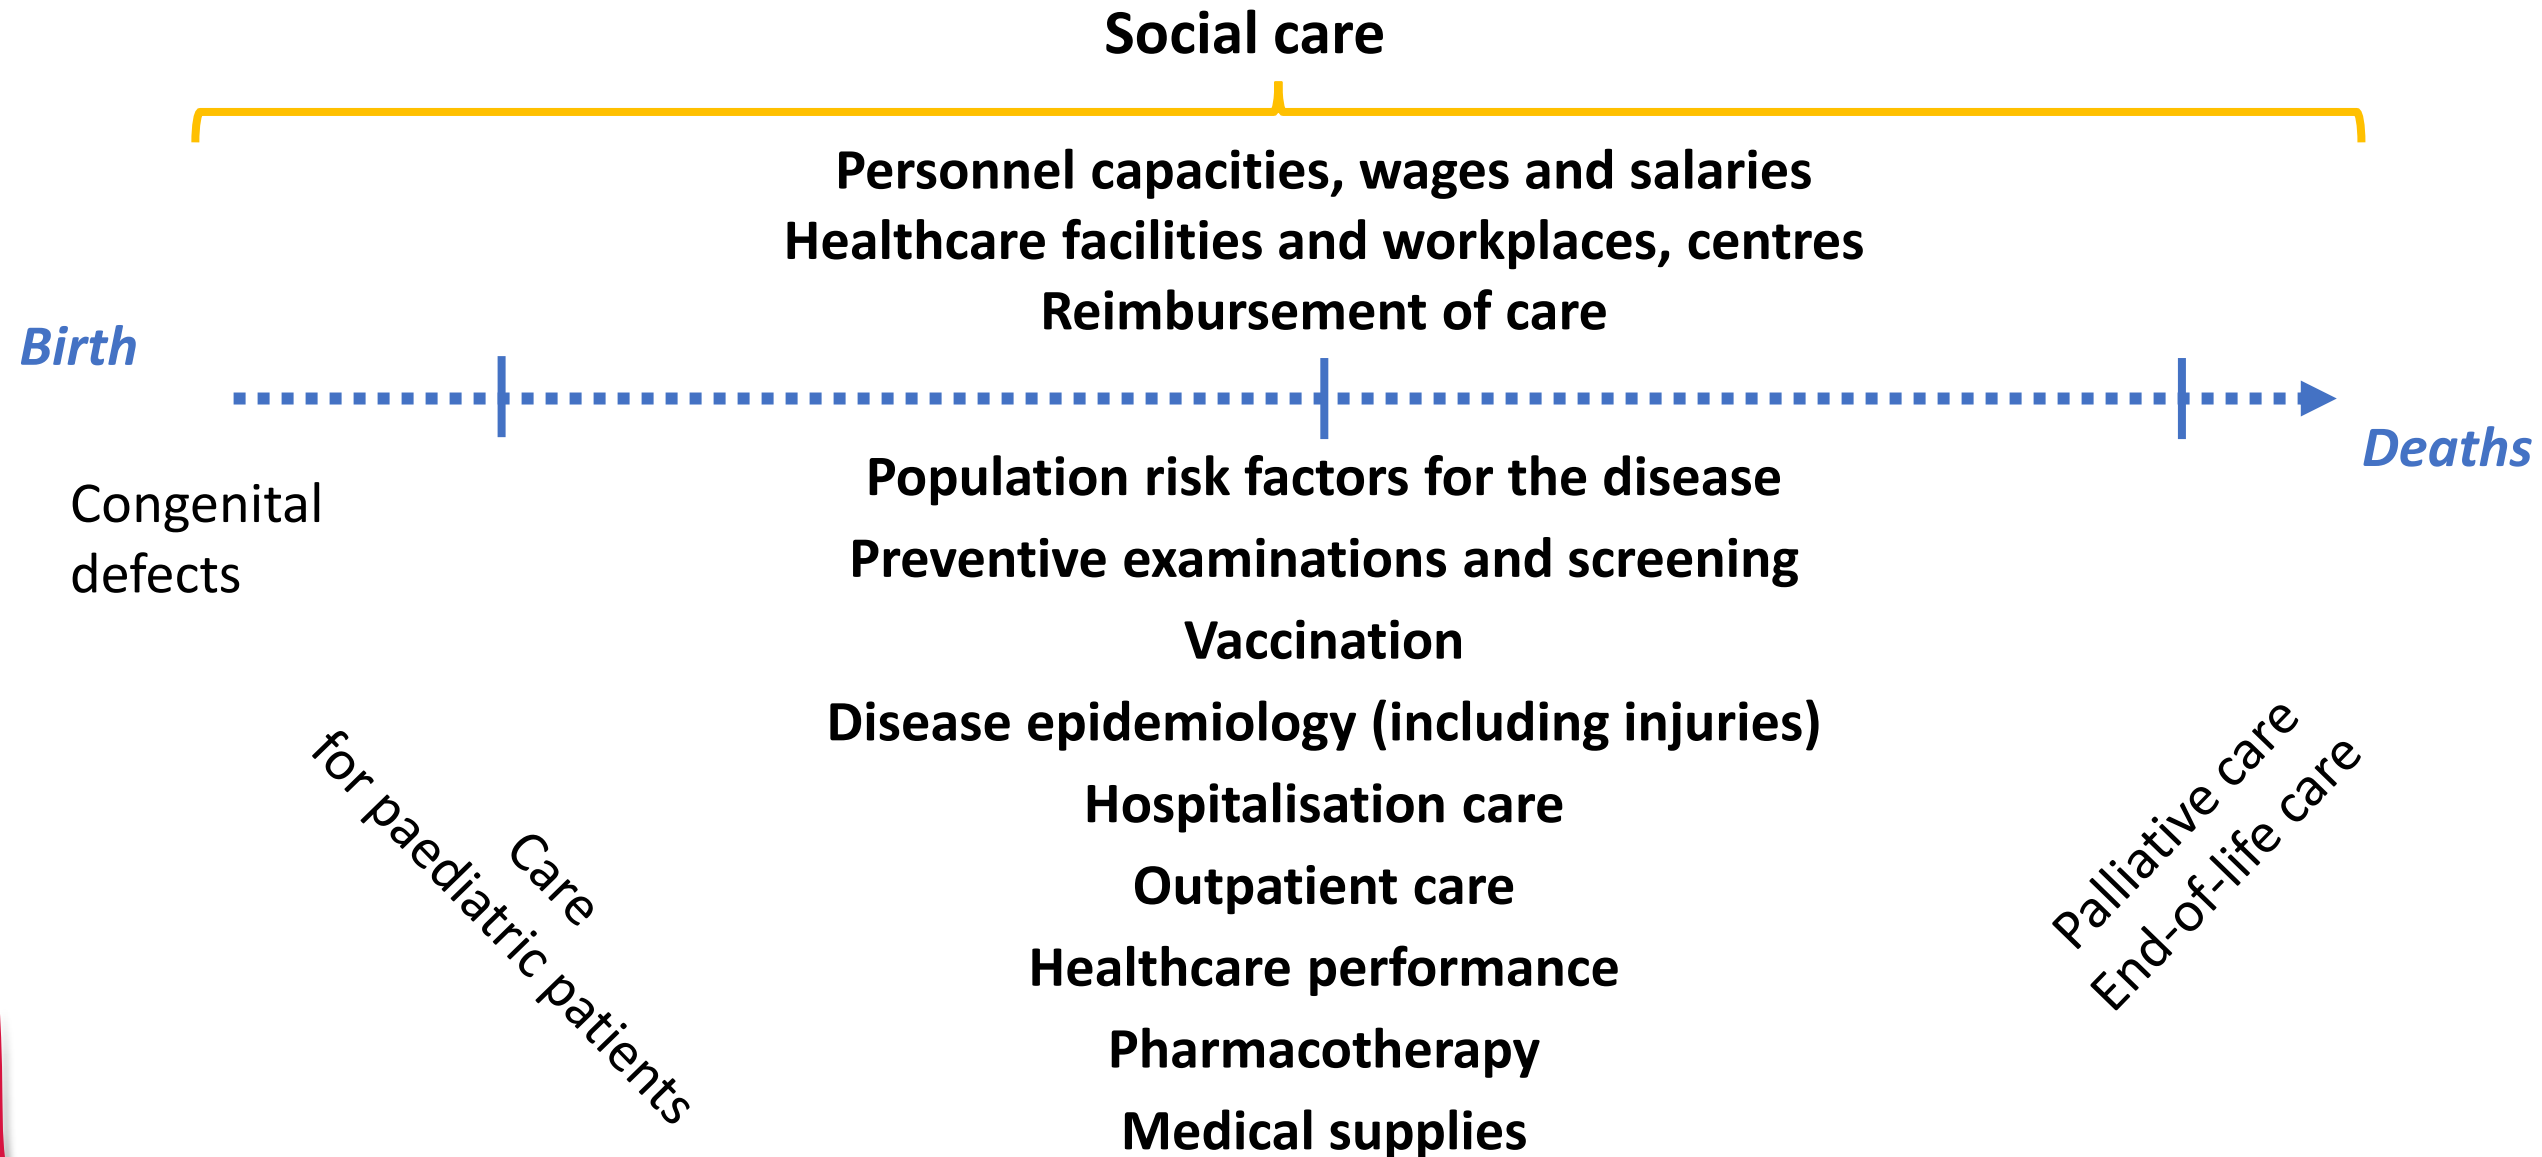 Social care
Personnel capacities, wages and salaries
Healthcare facilities and workplaces, centres
Reimbursement of care
Birth
Deaths
Congenital
defects
Population risk factors for the disease
Preventive examinations and screening
Vaccination
Disease epidemiology (including injuries)
Hospitalisation care
Outpatient care
Healthcare performance
Pharmacotherapy
Medical supplies
Care
for paediatric patients
Palliative care
End-of-life care